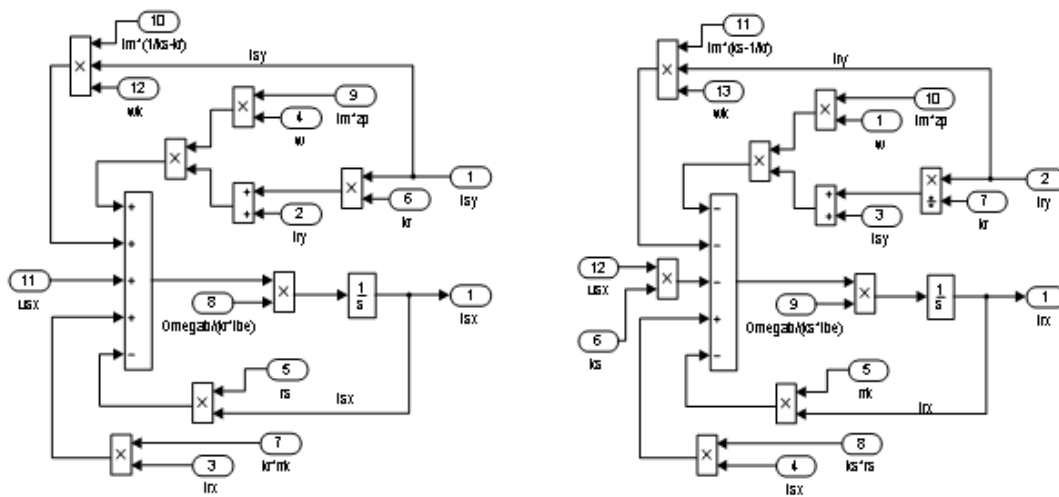 10
lm*(1/ks-kr)
Isy
12
wk
9
lm*zp
4
w
1
Isy
6
kr
+
+
2
Iry
+
+
+
+
−
11
usx
8
Omegab/(kr*lbe)
1
s
1
Isx
5
rs
Isx
7
kr*rrk
3
Irx
11
lm*(ks-1/kr)
Iry
13
wk
10
lm*zp
1
w
2
Iry
7
kr
+
+
3
Isy
−
−
−
+
−
12
usx
6
ks
9
Omegab/(ks*lbe)
1
s
1
Irx
5
rrk
Irx
8
ks*rs
4
Isx